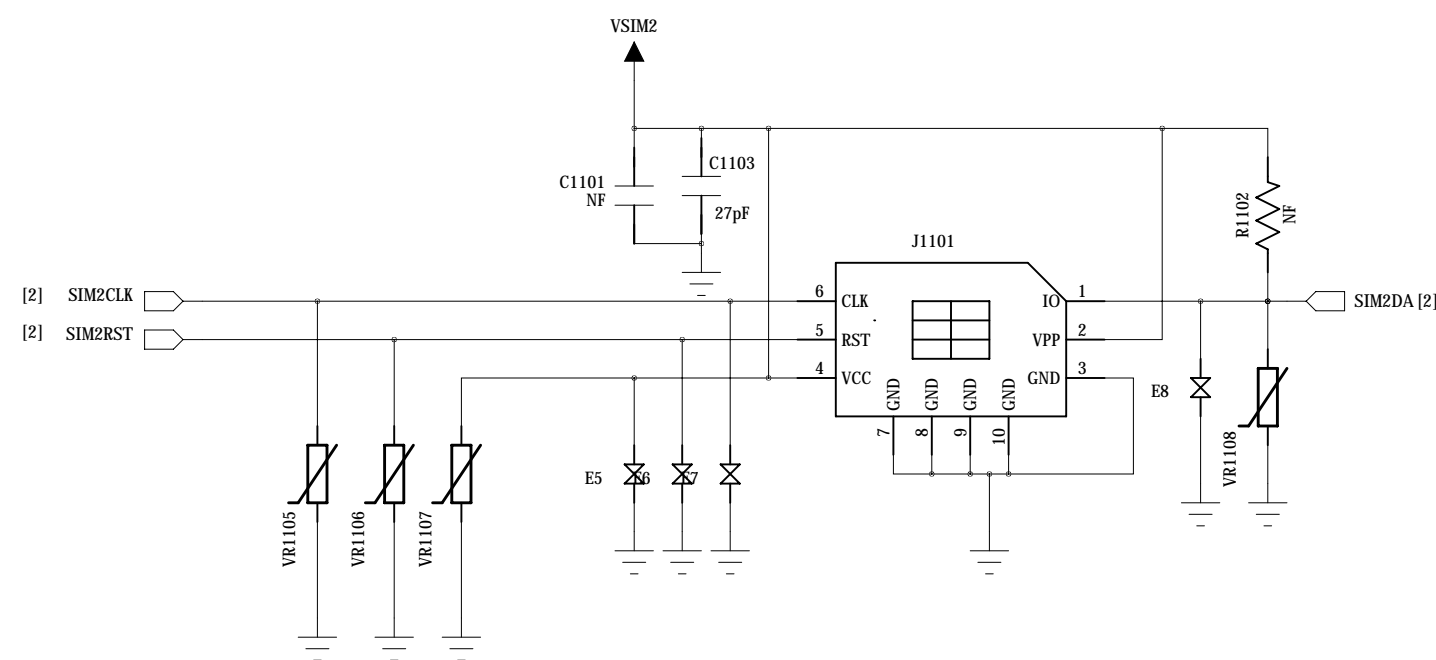 VSIM2
C1103
C1101
NF
27pF
R1102
NF
J1101
[2] SIM2CLK
6 CLK
IO 1
SIM2DA [2]
[2] SIM2RST
5 RST
VPP 2
4 VCC
GND 3
GND GND GND GND
7 8 9 10
E8
E5
E6
E7
VR1108
VR1105
VR1106
VR1107